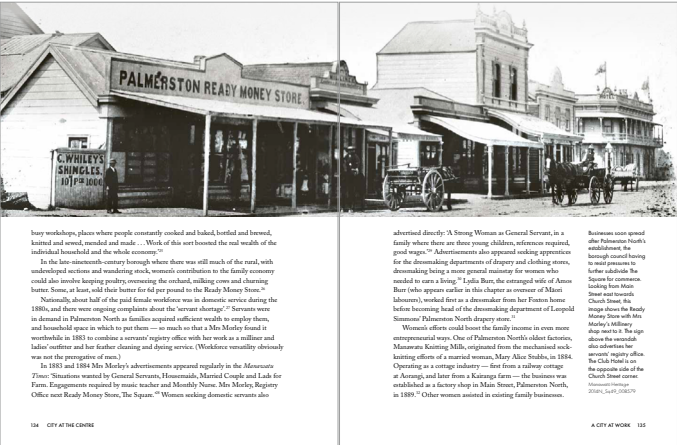 PALMERSTON READY MONEY STORE.
C. WHILEY'S
SHINGLES.
busy workshops, places where people constantly cooked and baked, bottled and brewed,
knitted and sewed, mended and made . . . Work of this sort boosted the real wealth of the
individual household and the whole economy.'
In the late-nineteenth-century borough where there was still much of the rural, with
undeveloped sections and wandering stock, women's contribution to the family economy
could also involve keeping poultry, overseeing the orchard, milking cows and churning
butter. Some, at least, sold their butter for 6d per pound to the Ready Money Store.
Nationally, about half of the paid female workforce was in domestic service during the
1880s, and there were ongoing complaints about the 'servant shortage'. Servants were
in demand in Palmerston North as families acquired sufficient wealth to employ them,
and household space in which to put them — so much so that a Mrs Morley found it
worthwhile in 1883 to combine a servants' registry office with her work as a milliner and
ladies' outfitter and her feather cleaning and dyeing service. (Workforce versatility obviously
was not the prerogative of men.)
In 1883 and 1884 Mrs Morley's advertisements appeared regularly in the Manawatu
Times: 'Situations wanted by General Servants, Housemaids, Married Couple and Lads for
Farm. Engagements required by music teacher and Monthly Nurse. Mrs Morley, Registry
Office next Ready Money Store, The Square.' Women seeking domestic servants also
134 CITY AT THE CENTRE
advertised directly: 'A Strong Woman as General Servant, in a
family where there are three young children, references required,
good wages.' Advertisements also appeared seeking apprentices
for the dressmaking departments of drapery and clothing stores,
dressmaking being a more general mainstay for women who
needed to earn a living. Lydia Burr, the estranged wife of Amos
Burr (who appears earlier in this chapter as overseer of Māori
labourers), worked first as a dressmaker from her Foxton home
before becoming head of the dressmaking department of Leopold
Simmons' Palmerston North drapery store.
Women's efforts could boost the family income in even more
entrepreneurial ways. One of Palmerston North's oldest factories,
Manawatu Knitting Mills, originated from the mechanised sock-
knitting efforts of a married woman, Mary Alice Stubbs, in 1884.
Operating as a cottage industry — first from a railway cottage
at Aorangi, and later from a Kairanga farm — the business was
established as a factory shop in Main Street, Palmerston North,
in 1889. Other women assisted in existing family businesses.
Businesses soon spread
after Palmerston North's
establishment, the
borough council having
to resist pressures to
further subdivide The
Square for commerce.
Looking from Main
Street east towards
Church Street, this
image shows the Ready
Money Store with Mrs
Morley's Millinery
shop next to it. The sign
above the verandah
also advertises her
servants' registry office.
The Club Hotel is on
the opposite side of the
Church Street corner.
Manawatū Heritage
A CITY AT WORK 135